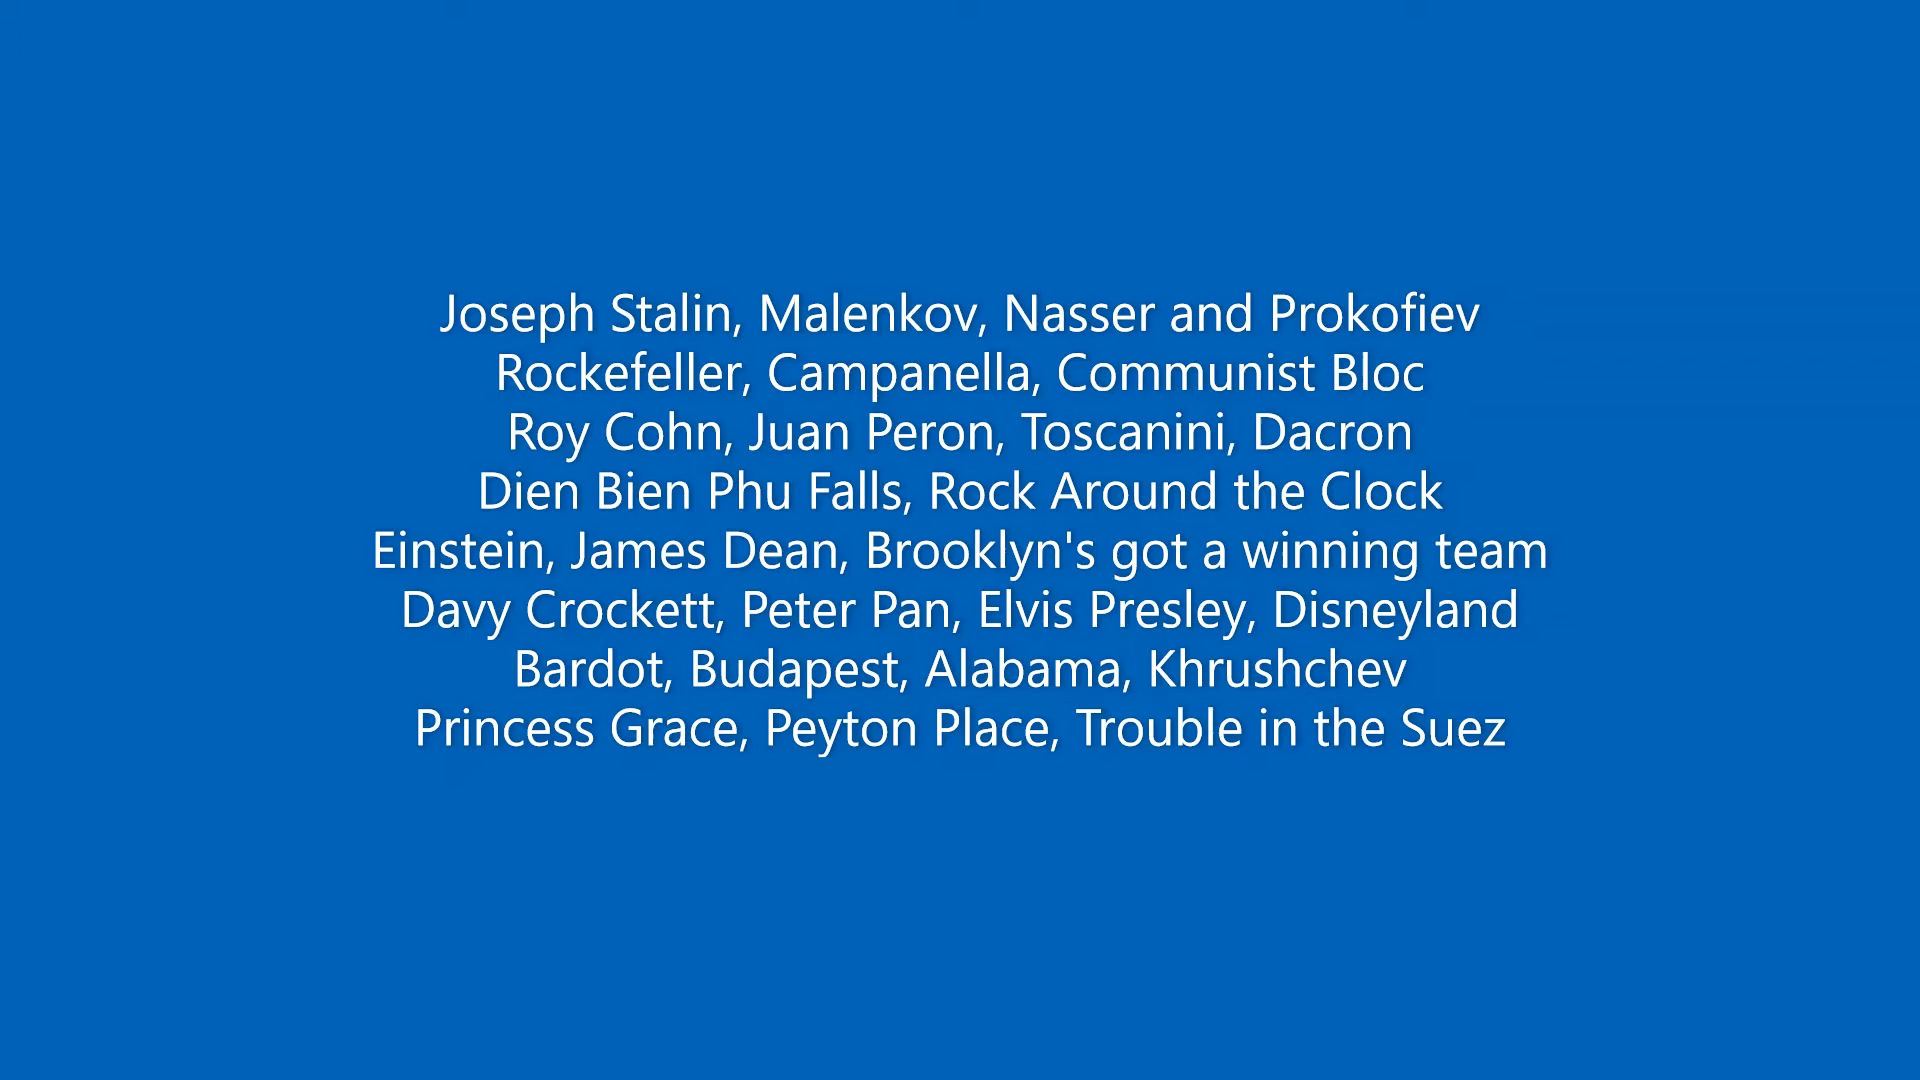 Joseph Stalin, Malenkov, Nasser and Prokofiev
Rockefeller, Campanella, Communist Bloc
Roy Cohn, Juan Peron, Toscanini, Dacron
Dien Bien Phu Falls, Rock Around the Clock
Einstein, James Dean, Brooklyn's got a winning team
Davy Crockett, Peter Pan, Elvis Presley, Disneyland
Bardot, Budapest, Alabama, Khrushchev
Princess Grace, Peyton Place, Trouble in the Suez